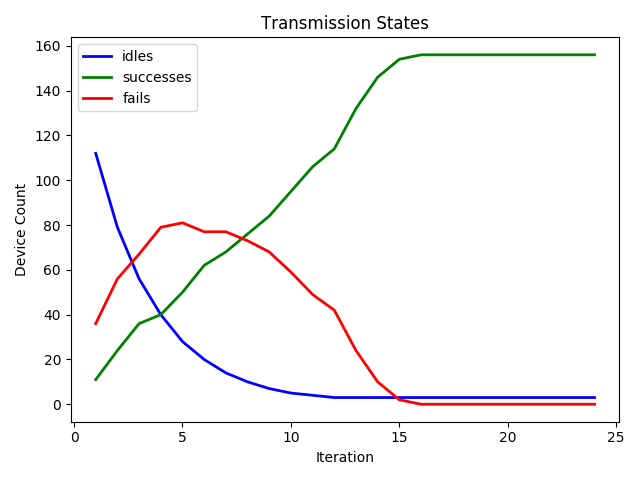 Transmission States
idles
successes
fails
Device Count
160
140
120
100
80
60
40
20
0
0 5 10 15 20 25
Iteration